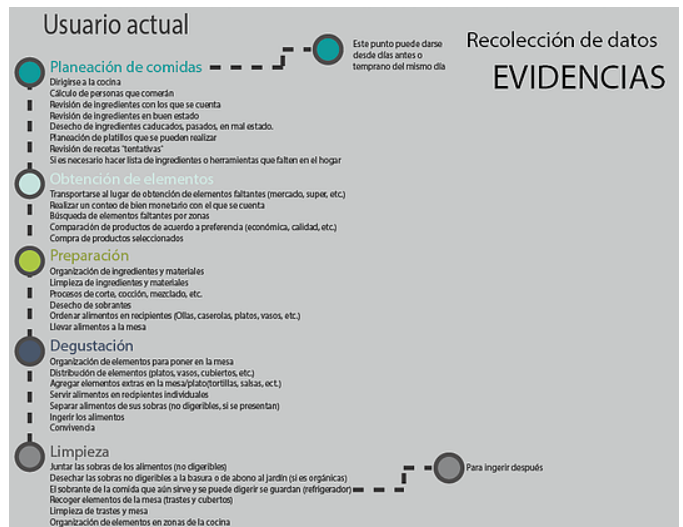 Usuario actual
Recolección de datos
EVIDENCIAS
Planeación de comidas
Este punto puede darse
desde días antes o
temprano del mismo día
Dirigirse a la cocina
Cálculo de personas que comerán
Revisión de ingredientes con los que se cuenta
Revisión de ingredientes en buen estado
Desecho de ingredientes caducados, pasados, en mal estado.
Planeación de platillos que se pueden realizar
Revisión de recetas "tentativas"
Si es necesario hacer lista de ingredientes o herramientas que falten en el hogar
Obtención de elementos
Transportarse al lugar de obtención de elementos faltantes (mercado, super, etc.)
Realizar un conteo de bien monetario con el que se cuenta
Búsqueda de elementos faltantes por zonas
Comparación de productos de acuerdo a preferencia (económica, calidad, etc.)
Compra de productos seleccionados
Preparación
Organización de ingredientes y materiales
Limpieza de ingredientes y materiales
Procesos de corte, cocción, mezclado, etc.
Desecho de sobrantes
Ordenar alimentos en recipientes (Ollas, caserolas, platos, vasos, etc.)
Llevar alimentos a la mesa
Degustación
Organización de elementos para poner en la mesa
Distribución de elementos (platos, vasos, cubiertos, etc.)
Agregar elementos extras en la mesa/plato(tortillas, salsas, ect.)
Servir alimentos en recipientes individuales
Separar alimentos de sus sobras (no digeribles, si se presentan)
Ingerir los alimentos
Convivencia
Limpieza
Juntar las sobras de los alimentos (no digeribles)
Desechar las sobras no digeribles a la basura o de abono al jardín (si es orgánicas)
El sobrante de la comida que aún sirve y se puede digerir se guardan (refrigerador)
Para ingerir después
Recoger elementos de la mesa (trastes y cubertos)
Limpieza de trastes y mesa
Organización de elementos en zonas de la cocina